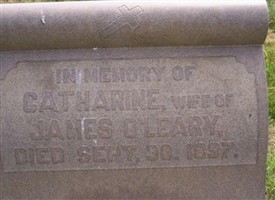 IN MEMORY OF
CATHARINE, WIFE OF
JAMES O'LEARY,
DIED SEPT. 30. 1897.